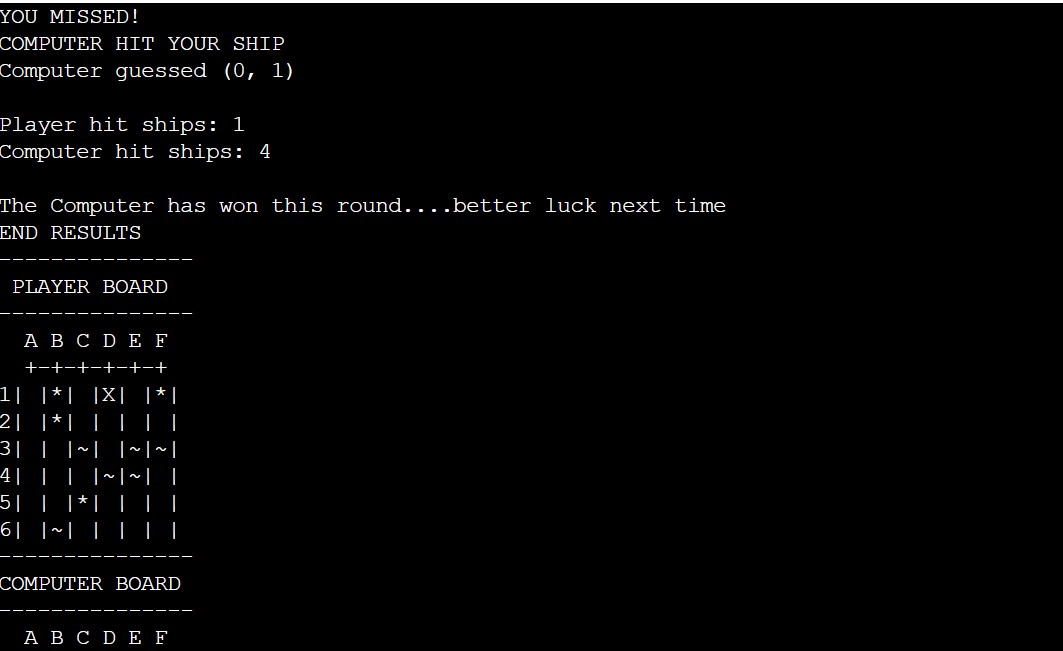 YOU MISSED!
COMPUTER HIT YOUR SHIP
Computer guessed (0, 1)
Player hit ships: 1
Computer hit ships: 4
The Computer has won this round....better luck next time
END RESULTS
---------------
 PLAYER BOARD
---------------
  A B C D E F
  +-+-+-+-+-+
1| |*| |X| |*|
2| |*| | | | |
3| | |~| |~|~|
4| | | |~|~| |
5| | |*| | | |
6| |~| | | | |
---------------
COMPUTER BOARD
---------------
  A B C D E F